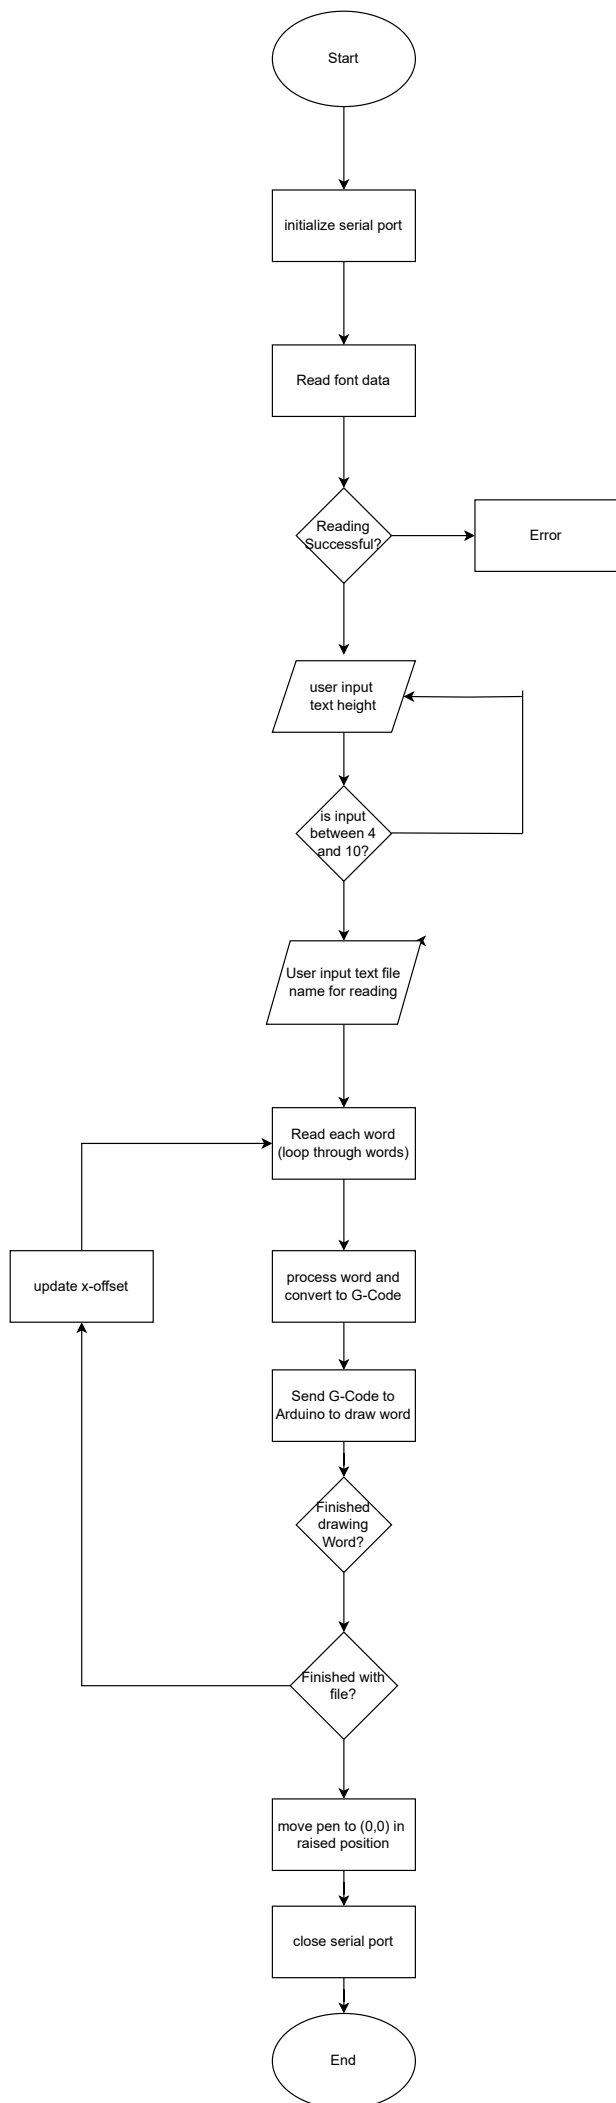 Start
initialize serial port
Read font data
Reading
Successful?
Error
user input
text height
is input
between 4
and 10?
User input text file
name for reading
Read each word
(loop through words)
update x-offset
process word and
convert to G-Code
Send G-Code to
Arduino to draw word
Finished
drawing
Word?
Finished with
file?
move pen to (0,0) in
raised position
close serial port
End